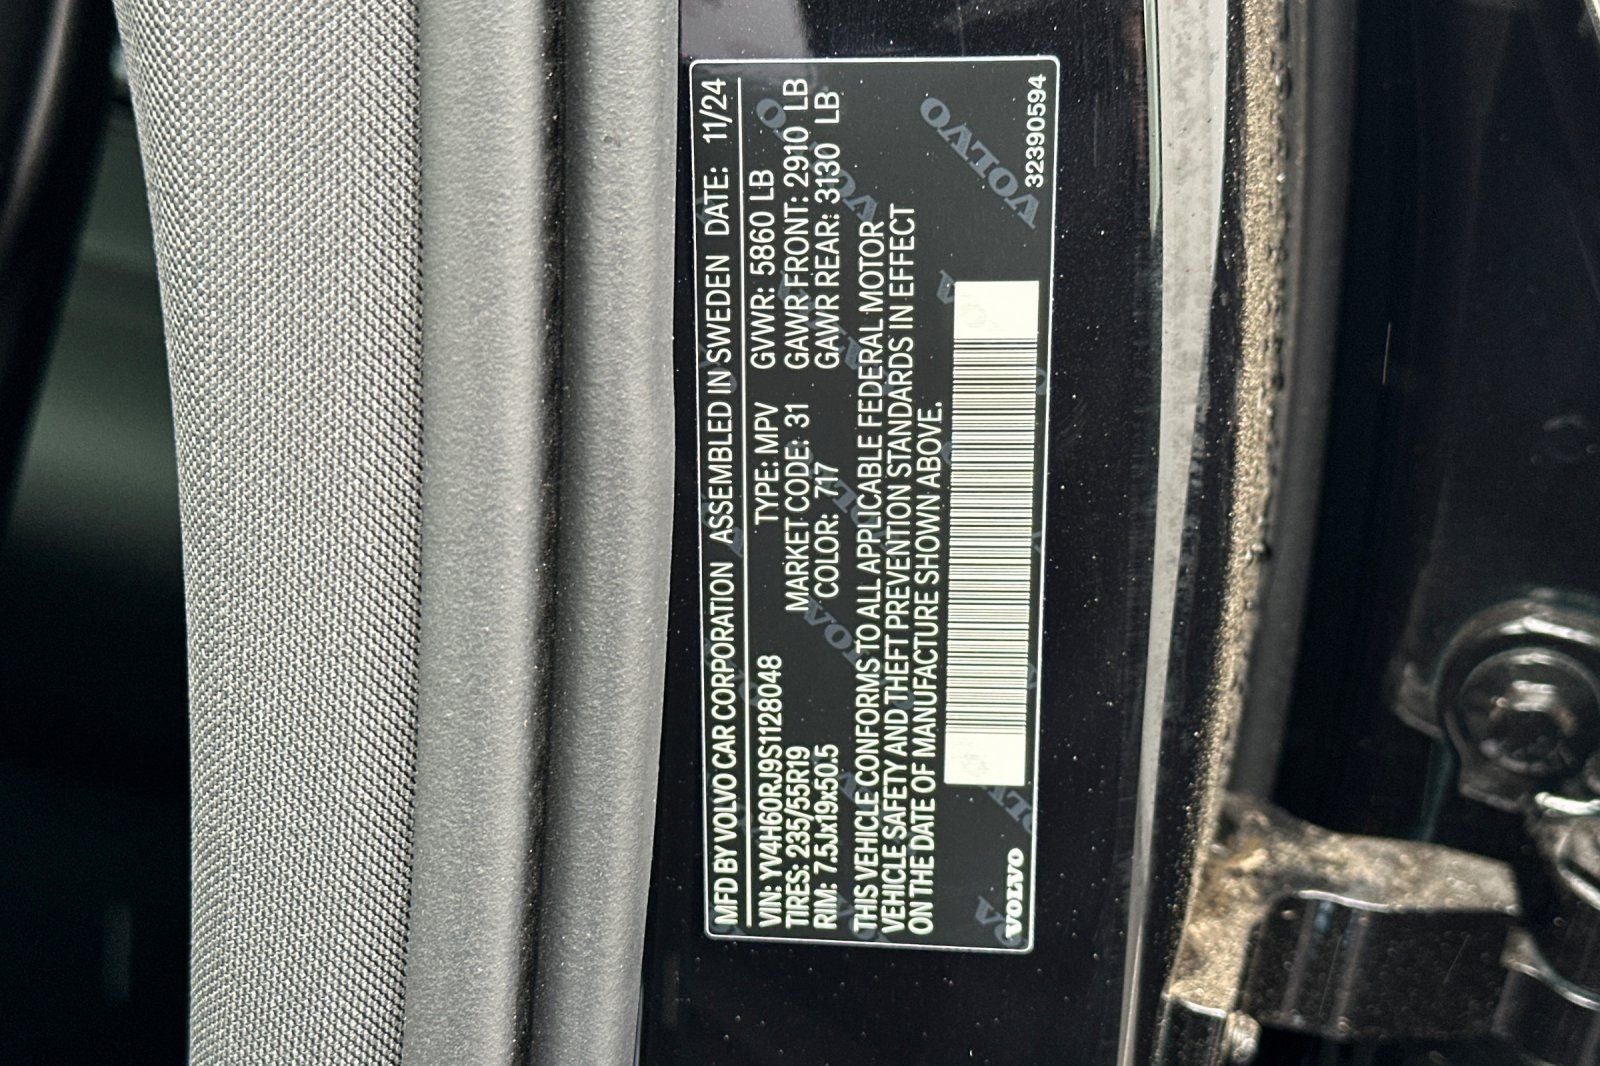 MFD BY VOLVO CAR CORPORATION ASSEMBLED IN SWEDEN DATE: 11/24
VIN: YV4H60RJ9S1128048 TYPE: MPV GVWR: 5860 LB
TIRES: 235/55R19 MARKET CODE: 31 GAWR FRONT: 2910 LB
RIM: 7.5Jx19x50.5 COLOR: 717 GAWR REAR: 3130 LB
THIS VEHICLE CONFORMS TO ALL APPLICABLE FEDERAL MOTOR
VEHICLE SAFETY AND THEFT PREVENTION STANDARDS IN EFFECT
ON THE DATE OF MANUFACTURE SHOWN ABOVE.
VOLVO
32390594